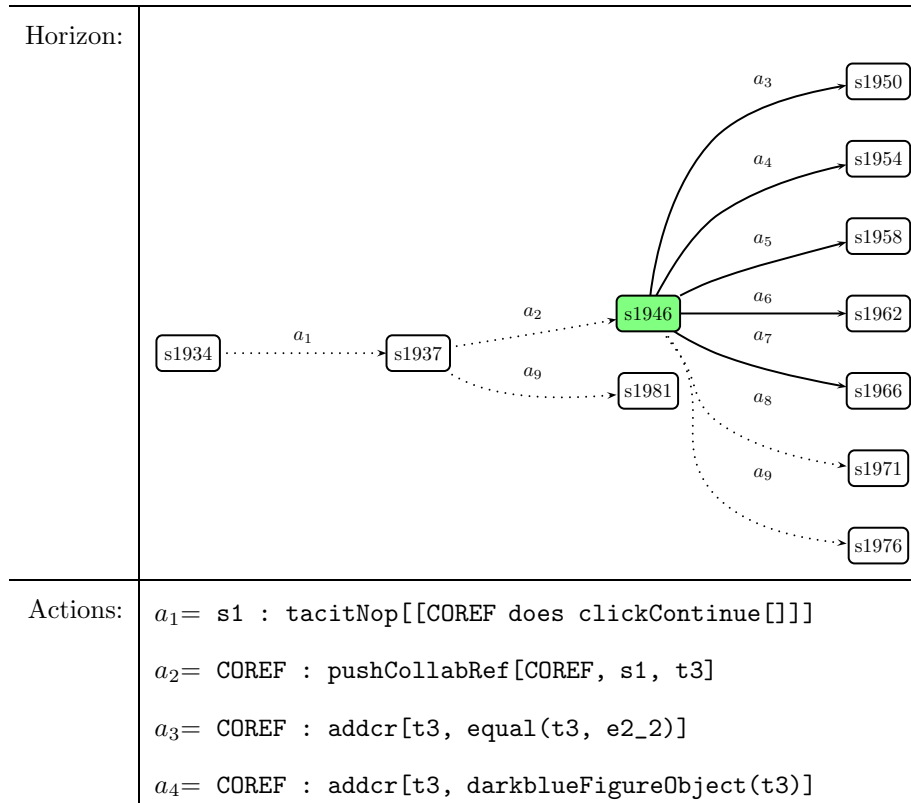 Horizon:
a3
s1950
a4
s1954
a5
s1958
s1946
a6
s1962
a2
a7
s1934
a1
s1937
a9
s1981
a8
s1966
s1971
a9
s1976
Actions:
a1= s1 : tacitNop[[COREF does clickContinue[]]]
a2= COREF : pushCollabRef[COREF, s1, t3]
a3= COREF : addcr[t3, equal(t3, e2_2)]
a4= COREF : addcr[t3, darkblueFigureObject(t3)]